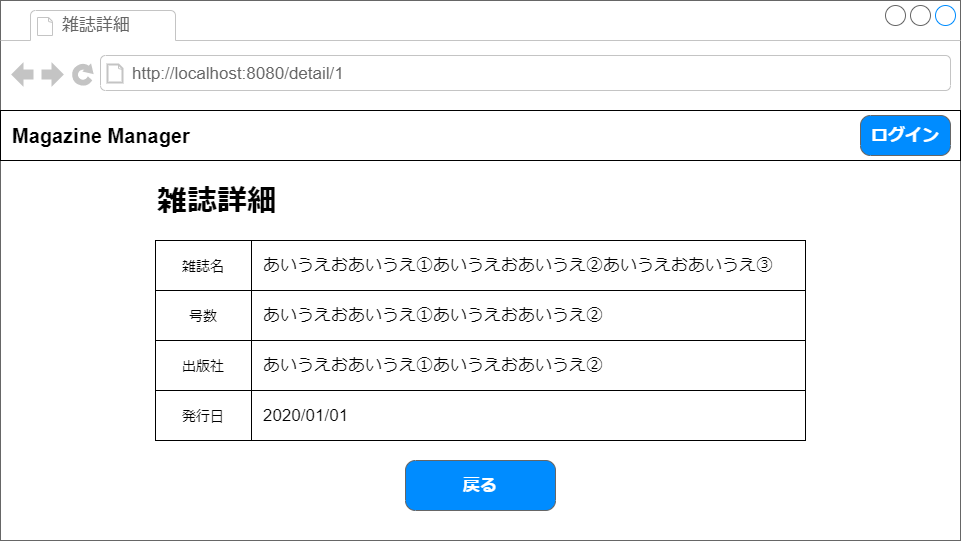 雑誌詳細
http://localhost:8080/detail/1
Magazine Manager
ログイン
雑誌詳細
雑誌名 あいうえおあいうえ①あいうえおあいうえ②あいうえおあいうえ③
号数 あいうえおあいうえ①あいうえおあいうえ②
出版社 あいうえおあいうえ①あいうえおあいうえ②
発行日 2020/01/01
戻る